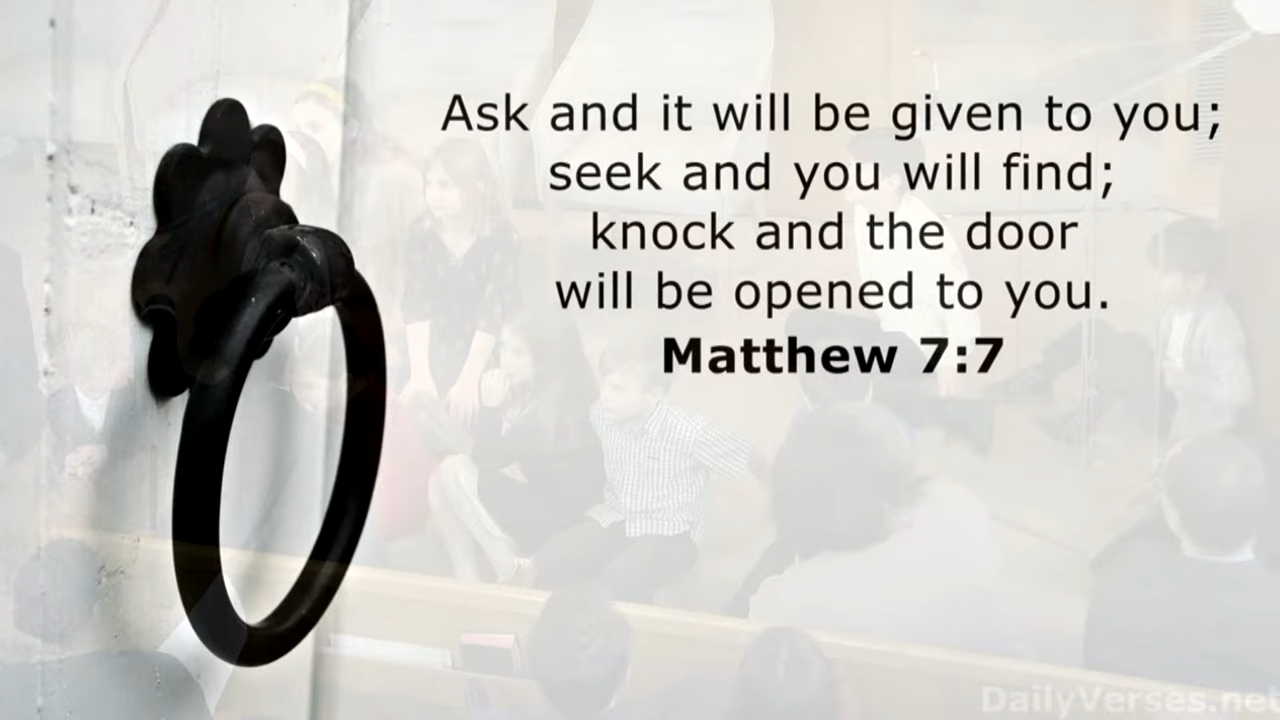 Ask and it will be given to you;
seek and you will find;
knock and the door
will be opened to you.
Matthew 7:7
DailyVerses.net